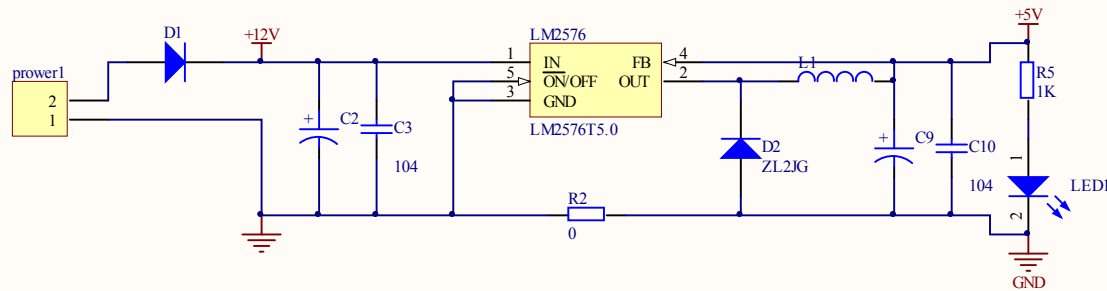 prower1
2
1
D1
+12V
C2
C3
104
LM2576
1
5
3
IN
ON/OFF
GND
FB
OUT
4
2
LM2576T5.0
L1
D2
ZL2JG
R2
0
C9
C10
104
+5V
R5
1K
1
2
LED1
GND
+
+